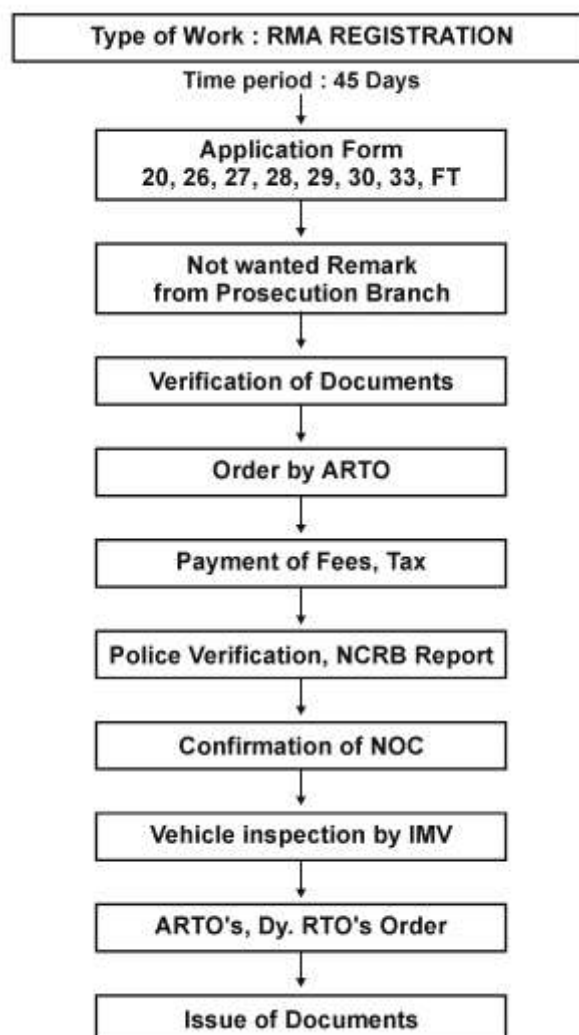 Type of Work : RMA REGISTRATION
Time period : 45 Days
Application Form
20, 26, 27, 28, 29, 30, 33, FT
Not wanted Remark
from Prosecution Branch
Verification of Documents
Order by ARTO
Payment of Fees, Tax
Police Verification, NCRB Report
Confirmation of NOC
Vehicle inspection by IMV
ARTO's, Dy. RTO's Order
Issue of Documents